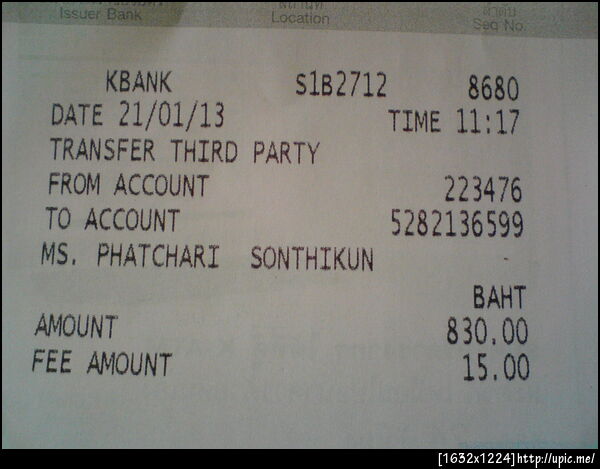 Issuer Bank Location Seq No.
KBANK S1B2712 8680
DATE 21/01/13 TIME 11:17
TRANSFER THIRD PARTY
FROM ACCOUNT 223476
TO ACCOUNT 5282136599
MS. PHATCHARI SONTHIKUN
BAHT
AMOUNT 830.00
FEE AMOUNT 15.00
[1632x1224]http://upic.me/